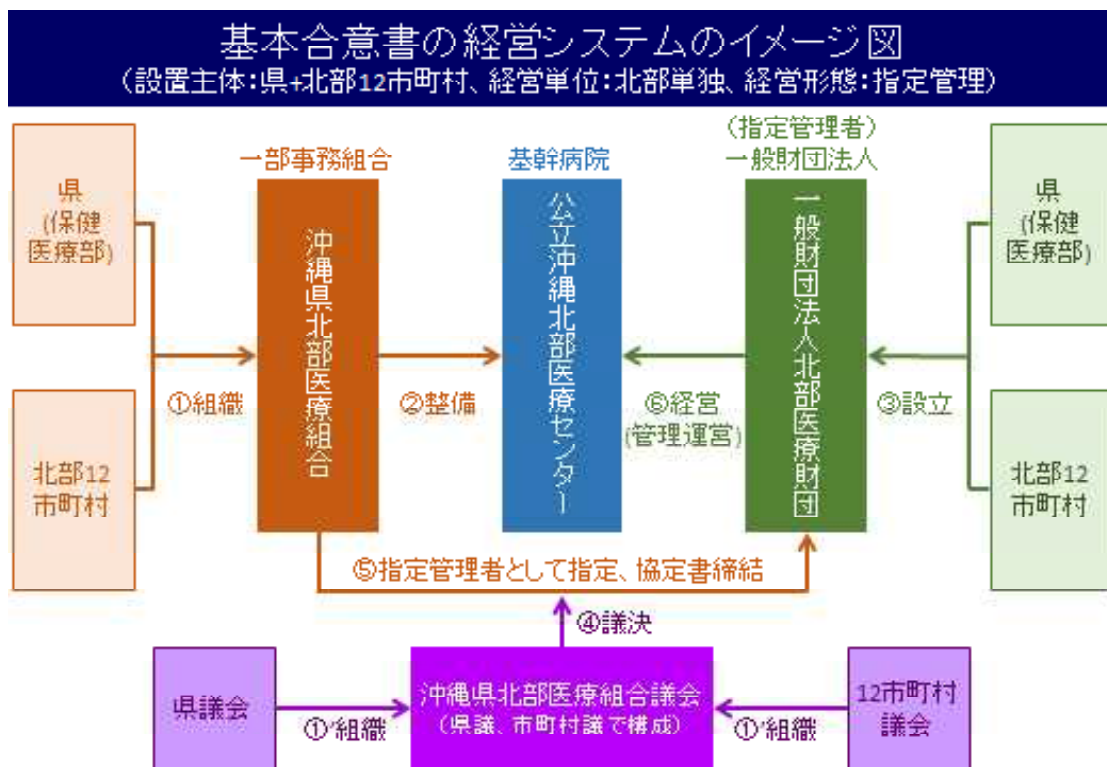 基本合意書の経営システムのイメージ図
(設置主体:県+北部12市町村、経営単位:北部単独、経営形態:指定管理)
県
(保健
医療部)
北部12
市町村
①組織
一部事務組合
沖縄県北部医療組合
②整備
基幹病院
公立沖縄北部医療センター
⑥経営
(管理運営)
(指定管理者)
一般財団法人
一般財団法人北部医療財団
③設立
県
(保健
医療部)
北部12
市町村
⑤指定管理者として指定、協定書締結
④議決
県議会
①'組織
沖縄県北部医療組合議会
(県議、市町村議で構成)
①'組織
12市町村
議会